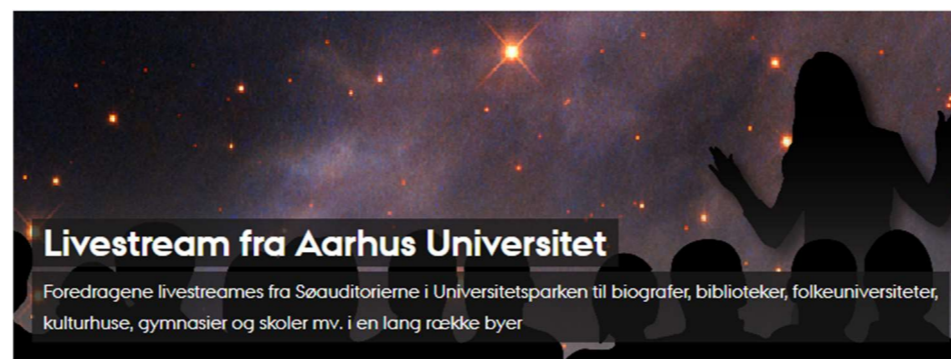 Livestream fra Aarhus Universitet
Foredragene livestreames fra Søauditorierne i Universitetsparken til biografer, biblioteker, folkeuniversiteter,
kulturhuse, gymnasier og skoler mv. i en lang række byer